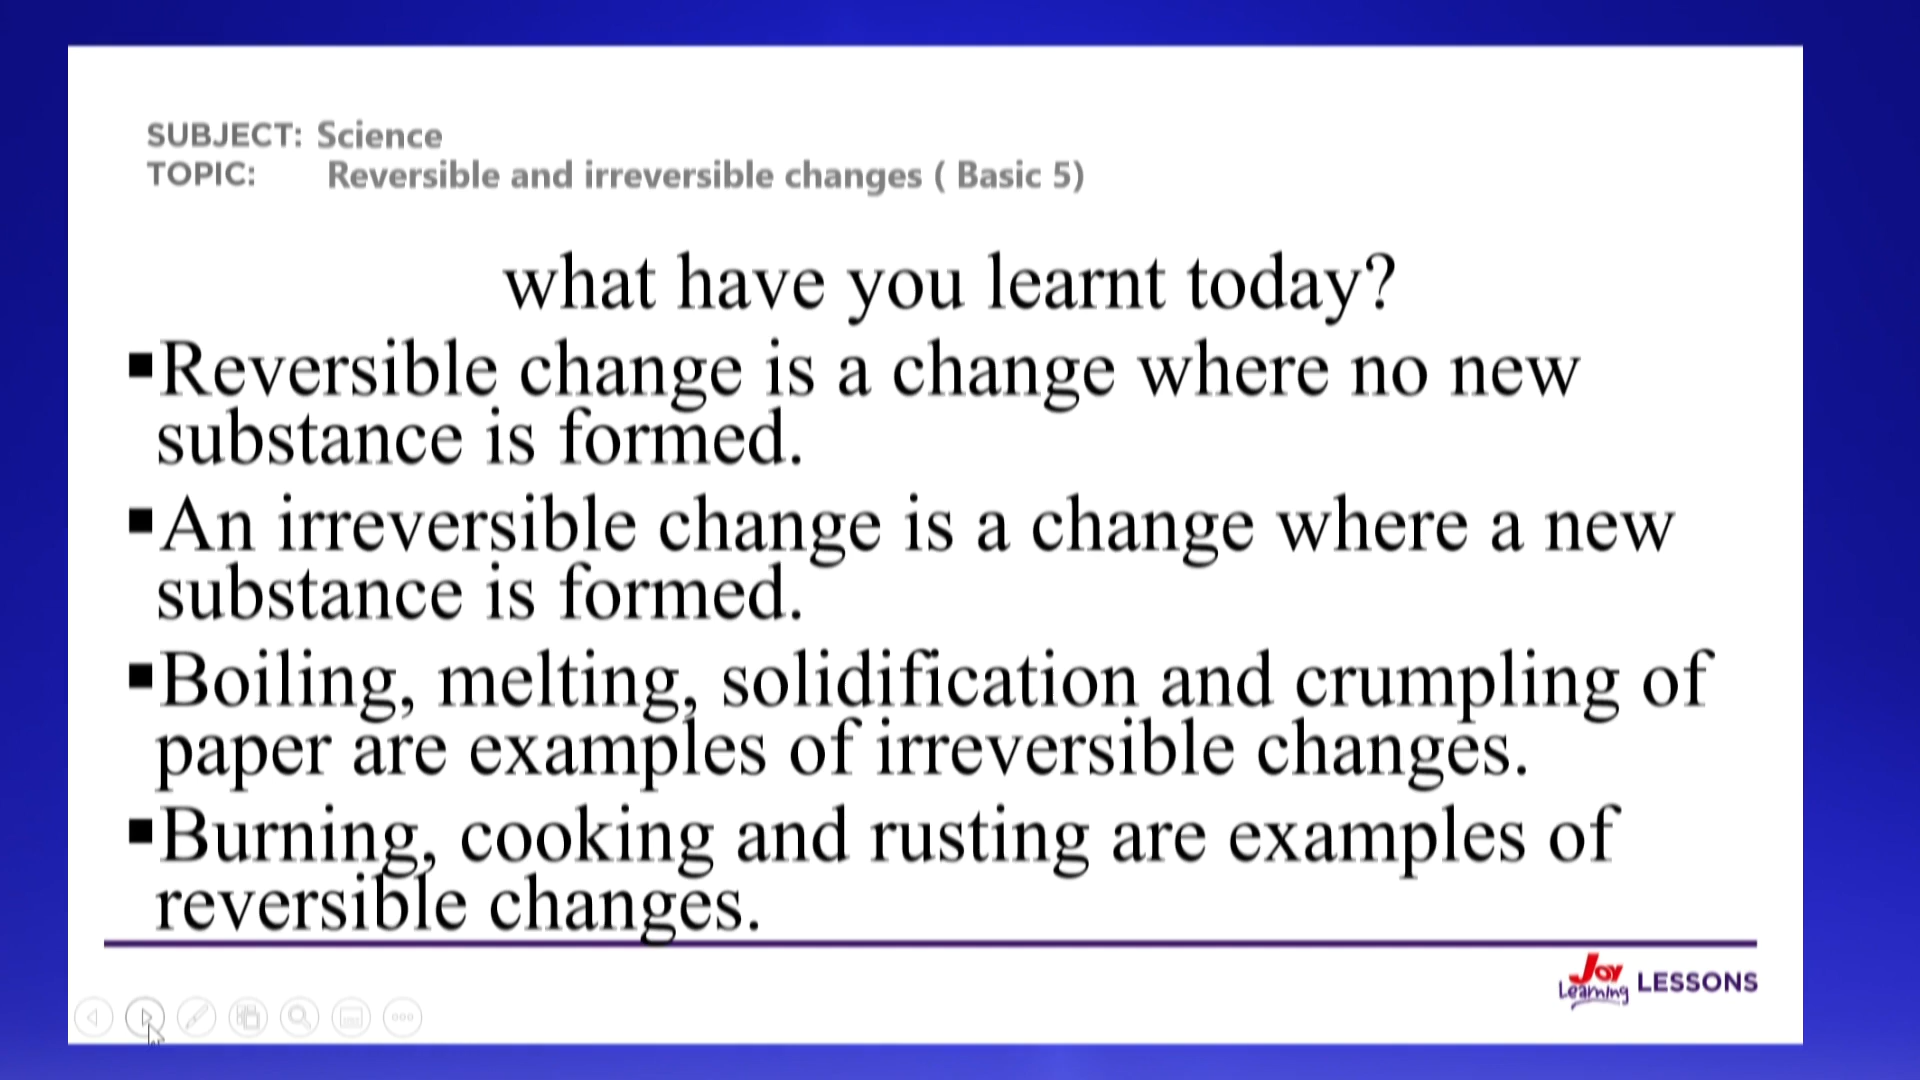 SUBJECT: Science
TOPIC: Reversible and irreversible changes ( Basic 5)
what have you learnt today?
▪Reversible change is a change where no new
substance is formed.
▪An irreversible change is a change where a new
substance is formed.
▪Boiling, melting, solidification and crumpling of
paper are examples of irreversible changes.
▪Burning, cooking and rusting are examples of
reversible changes.
Joy
Learning LESSONS